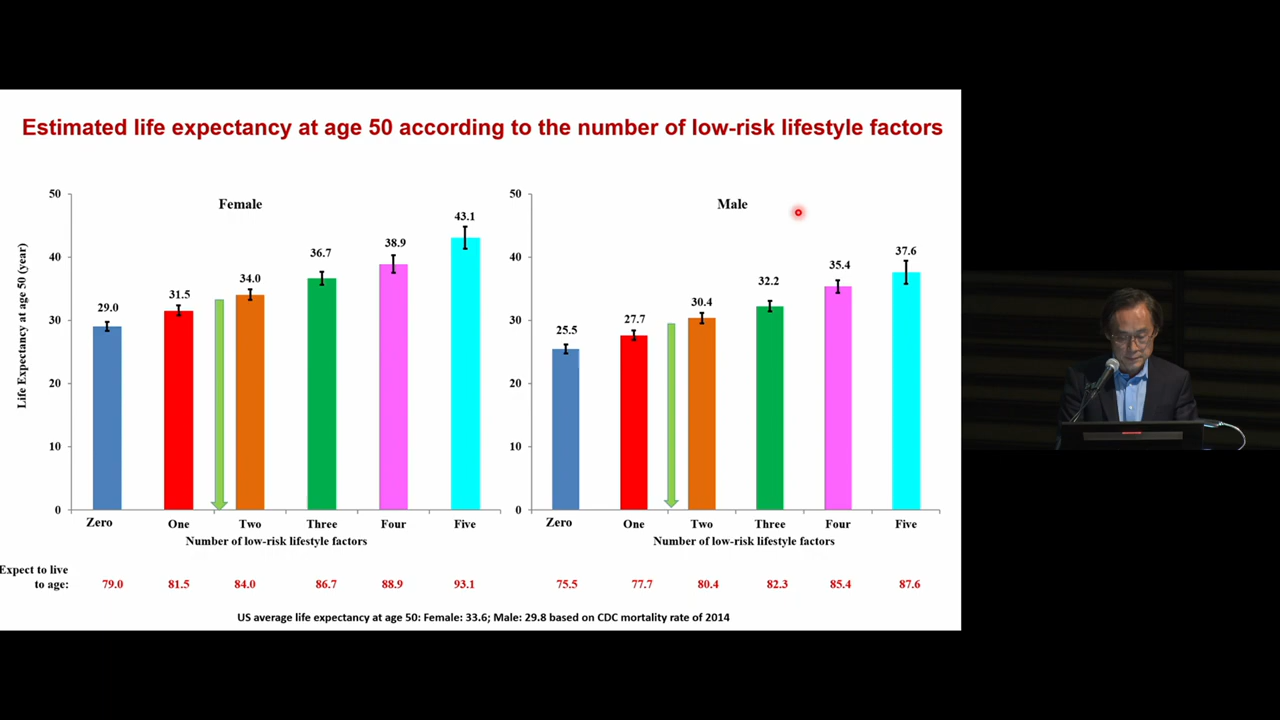 Estimated life expectancy at age 50 according to the number of low-risk lifestyle factors
Life Expectancy at age 50 (year)
50
40
30
20
10
0
Female
29.0
31.5
34.0
36.7
38.9
43.1
Zero
One
Two
Three
Four
Five
Number of low-risk lifestyle factors
50
40
30
20
10
0
Male
25.5
27.7
30.4
32.2
35.4
37.6
Zero
One
Two
Three
Four
Five
Number of low-risk lifestyle factors
Expect to live
to age:
79.0 81.5 84.0 86.7 88.9 93.1 75.5 77.7 80.4 82.3 85.4 87.6
US average life expectancy at age 50: Female: 33.6; Male: 29.8 based on CDC mortality rate of 2014